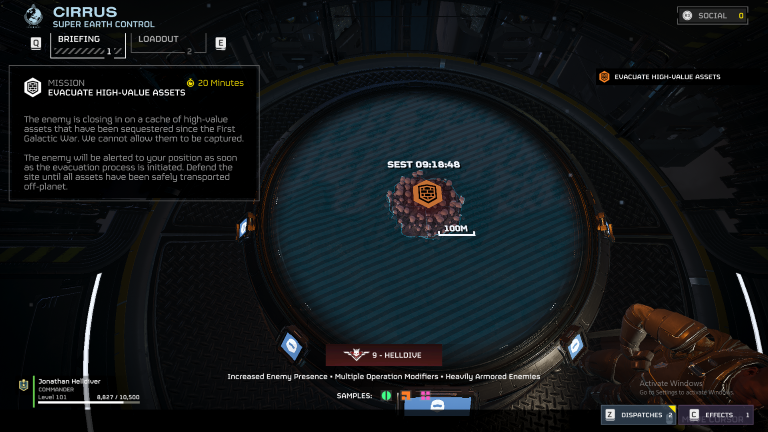 CIRRUS
SUPER EARTH CONTROL
Q
BRIEFING
1
LOADOUT
2
E
SOCIAL 0
MISSION
20 Minutes
EVACUATE HIGH-VALUE ASSETS
The enemy is closing in on a cache of high-value
assets that have been sequestered since the First
Galactic War. We cannot allow them to be captured.
The enemy will be alerted to your position as soon
as the evacuation process is initiated. Defend the
site until all assets have been safely transported
off-planet.
EVACUATE HIGH-VALUE ASSETS
SEST 09:18:48
100M
9 - HELLDIVE
Increased Enemy Presence • Multiple Operation Modifiers • Heavily Armored Enemies
SAMPLES:
Jonathan Helldiver
COMMANDER
Level 101
8,827 / 10,500
Activate Windows
Go to Settings to activate Windows.
Z DISPATCHES 2
C EFFECTS 1
CURSOR